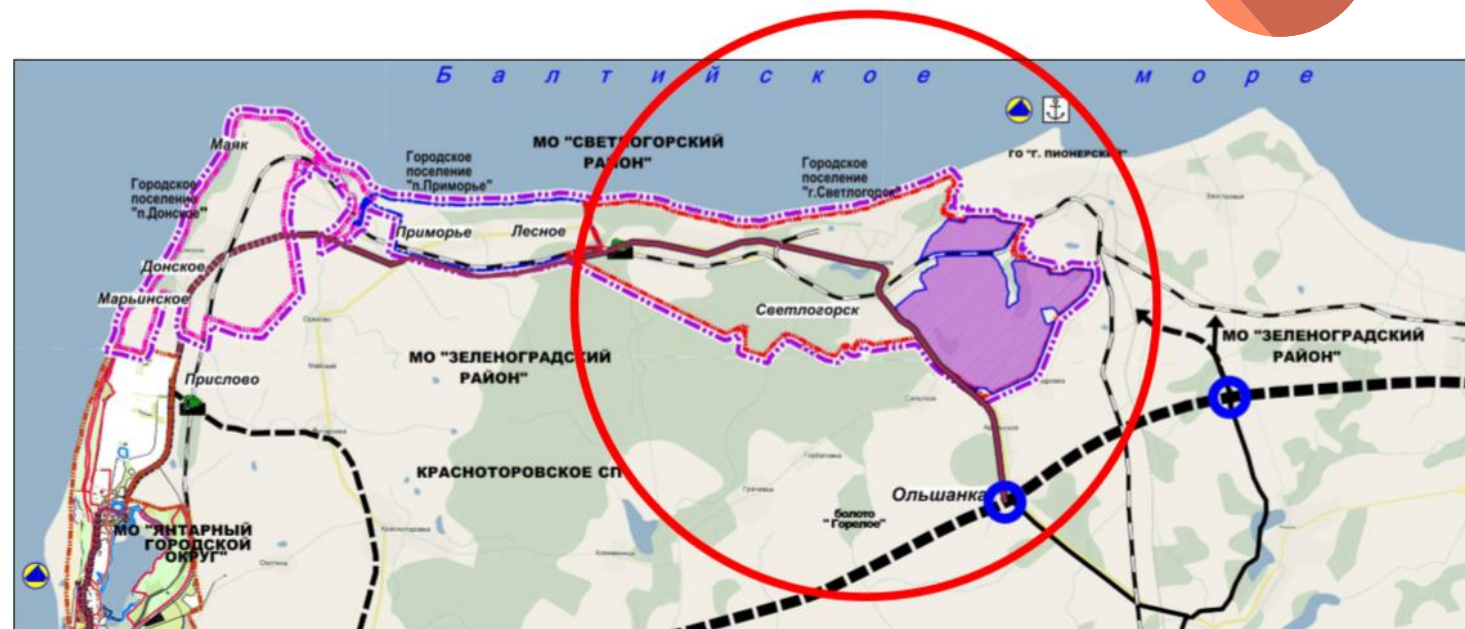 Балтийское море
Маяк
МО "СВЕТЛОГОРСКИЙ
РАЙОН"
ГО "Г. ПИОНЕРСКИЙ"
Городское
поселение
"п.Приморье"
Городское
поселение
"г.Светлогорск"
Городское
поселение
"п.Донское"
Приморье
Лесное
Донское
Марьинское
Светлогорск
МО "ЗЕЛЕНОГРАДСКИЙ
РАЙОН"
МО "ЗЕЛЕНОГРАДСКИЙ
РАЙОН"
Прислово
КРАСНОТОРОВСКОЕ СП
Ольшанка
болото
"Горелое"
МО "ЯНТАРНЫЙ
ГОРОДСКОЙ
ОКРУГ"